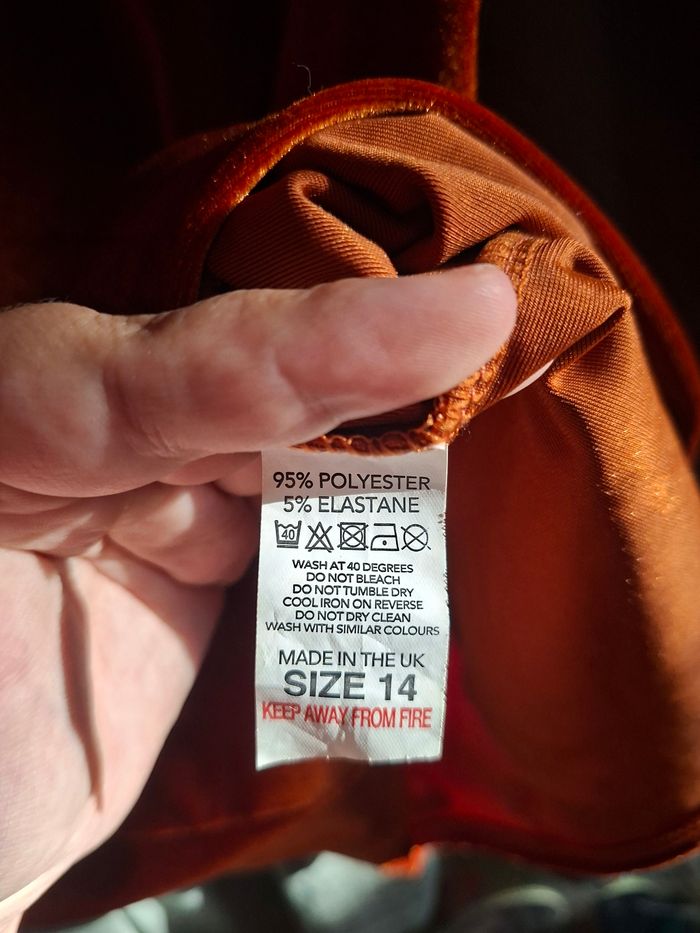 95% POLYESTER
5% ELASTANE
40
WASH AT 40 DEGREES
DO NOT BLEACH
DO NOT TUMBLE DRY
COOL IRON ON REVERSE
DO NOT DRY CLEAN
WASH WITH SIMILAR COLOURS
MADE IN THE UK
SIZE 14
KEEP AWAY FROM FIRE